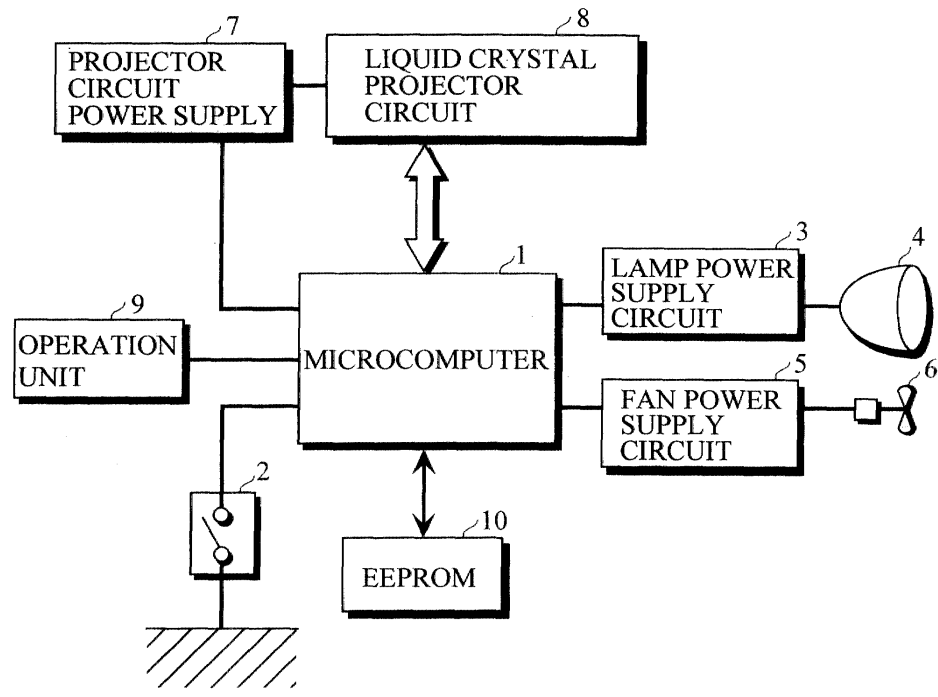 7
PROJECTOR
CIRCUIT
POWER SUPPLY
8
LIQUID CRYSTAL
PROJECTOR
CIRCUIT
1
MICROCOMPUTER
3
LAMP POWER
SUPPLY
CIRCUIT
4
9
OPERATION
UNIT
5
FAN POWER
SUPPLY
CIRCUIT
6
2
10
EEPROM